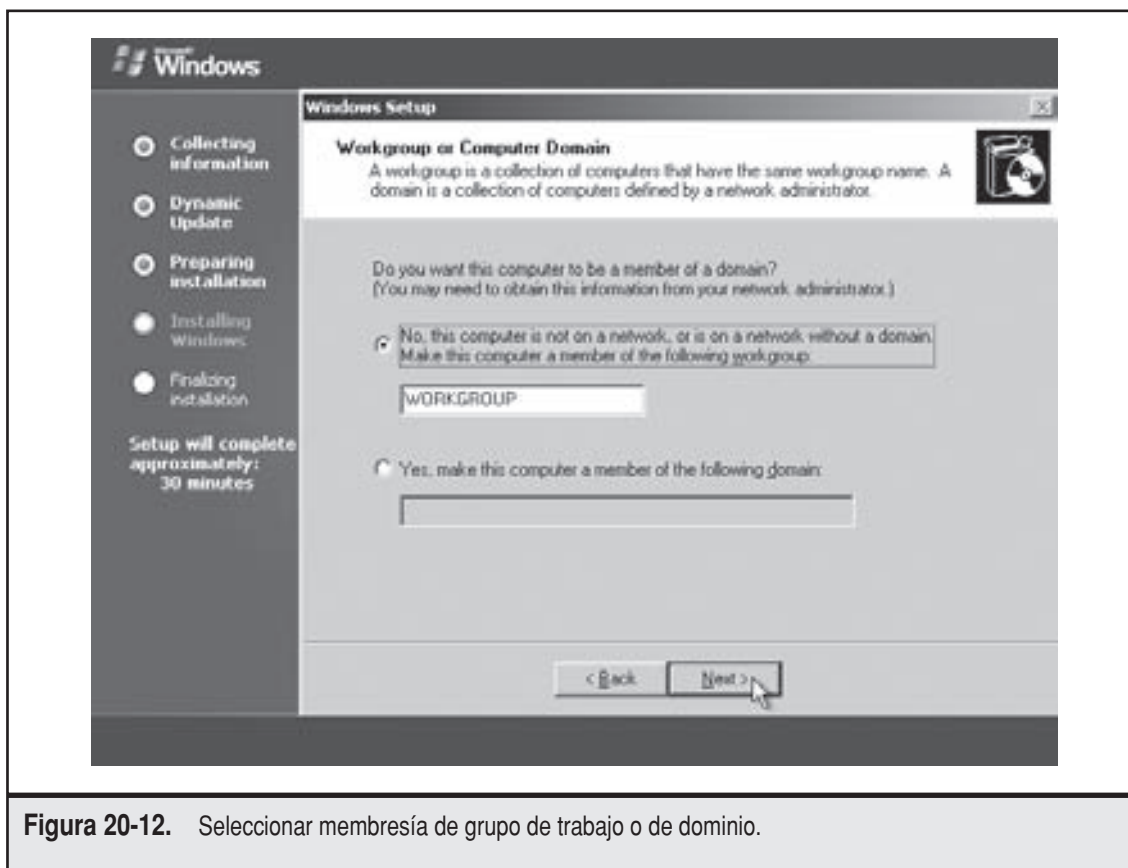 Microsoft
Windows
Collecting
information
Dynamic
Update
Preparing
installation
Installing
Windows
Finalizing
installation
Setup will complete
approximately:
30 minutes
Windows Setup
Workgroup or Computer Domain
A workgroup is a collection of computers that have the same workgroup name. A
domain is a collection of computers defined by a network administrator.
Do you want this computer to be a member of a domain?
(You may need to obtain this information from your network administrator.)
No, this computer is not on a network, or is on a network without a domain.
Make this computer a member of the following workgroup:
WORKGROUP
Yes, make this computer a member of the following domain:
< Back
Next >
Figura 20-12. Seleccionar membresía de grupo de trabajo o de dominio.